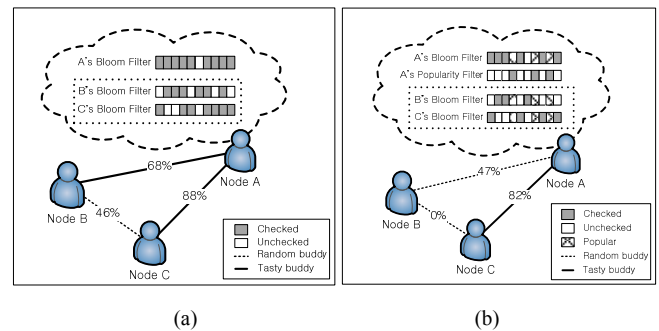 A's Bloom Filter
B's Bloom Filter
C's Bloom Filter
68%
Node A
88%
Node B
46%
Node C
Checked
Unchecked
Random buddy
Tasty buddy
(a)
A's Bloom Filter
A's Popularity Filter
B's Bloom Filter
C's Bloom Filter
47%
Node A
82%
Node B
0%
Node C
Checked
Unchecked
Popular
Random buddy
Tasty buddy
(b)